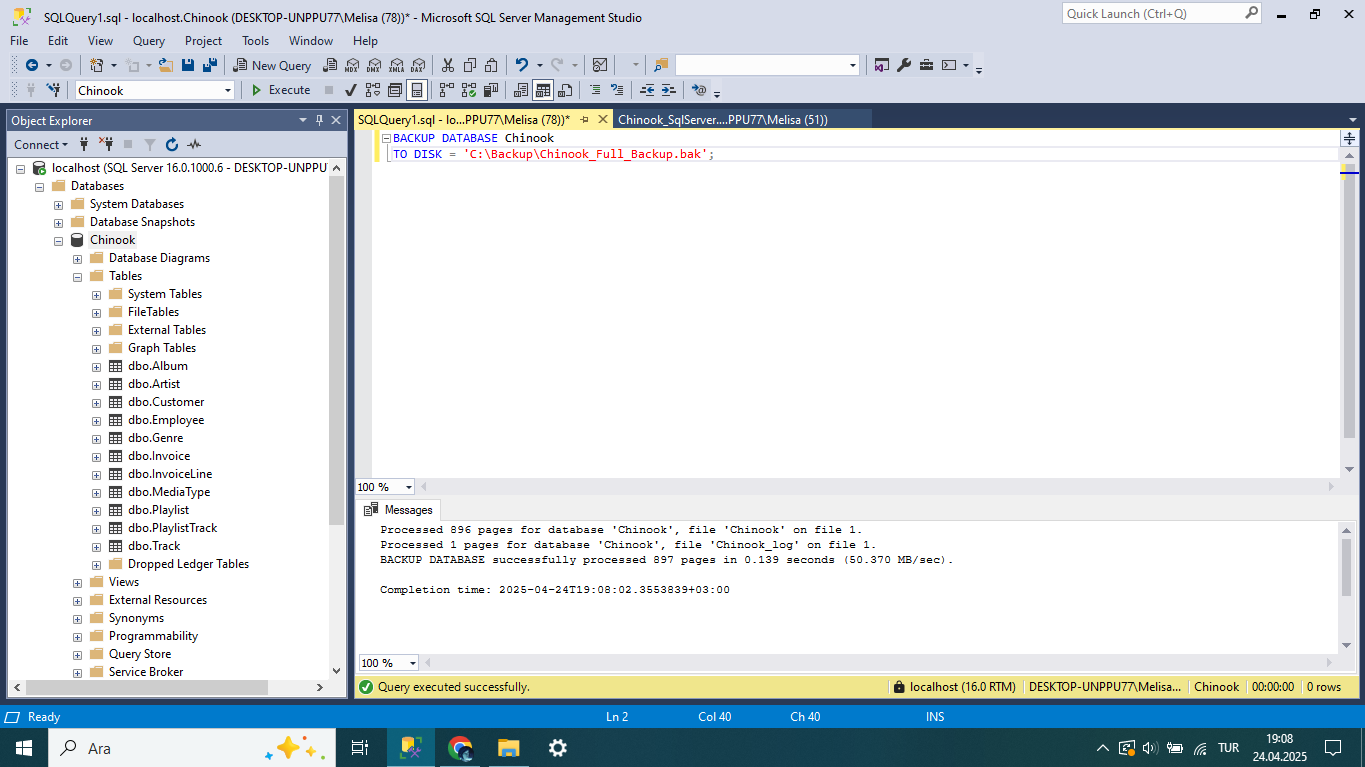 SQLQuery1.sql - localhost.Chinook (DESKTOP-UNPPU77\Melisa (78))* - Microsoft SQL Server Management Studio
Quick Launch (Ctrl+Q)
File Edit View Query Project Tools Window Help
New Query
MDX DMX XMLA DAX
Chinook
Execute
Object Explorer
Connect
localhost (SQL Server 16.0.1000.6 - DESKTOP-UNPPU
Databases
System Databases
Database Snapshots
Chinook
Database Diagrams
Tables
System Tables
FileTables
External Tables
Graph Tables
dbo.Album
dbo.Artist
dbo.Customer
dbo.Employee
dbo.Genre
dbo.Invoice
dbo.InvoiceLine
dbo.MediaType
dbo.Playlist
dbo.PlaylistTrack
dbo.Track
Dropped Ledger Tables
Views
External Resources
Synonyms
Programmability
Query Store
Service Broker
SQLQuery1.sql - lo...PPU77\Melisa (78))*
Chinook_SqlServer....PPU77\Melisa (51))
BACKUP DATABASE Chinook
TO DISK = 'C:\Backup\Chinook_Full_Backup.bak';
100 %
Messages
Processed 896 pages for database 'Chinook', file 'Chinook' on file 1.
Processed 1 pages for database 'Chinook', file 'Chinook_log' on file 1.
BACKUP DATABASE successfully processed 897 pages in 0.139 seconds (50.370 MB/sec).
Completion time: 2025-04-24T19:08:02.3553839+03:00
100 %
Query executed successfully.
localhost (16.0 RTM)
DESKTOP-UNPPU77\Melisa...
Chinook
00:00:00
0 rows
Ready
Ln 2
Col 40
Ch 40
INS
Ara
TUR
19:08
24.04.2025